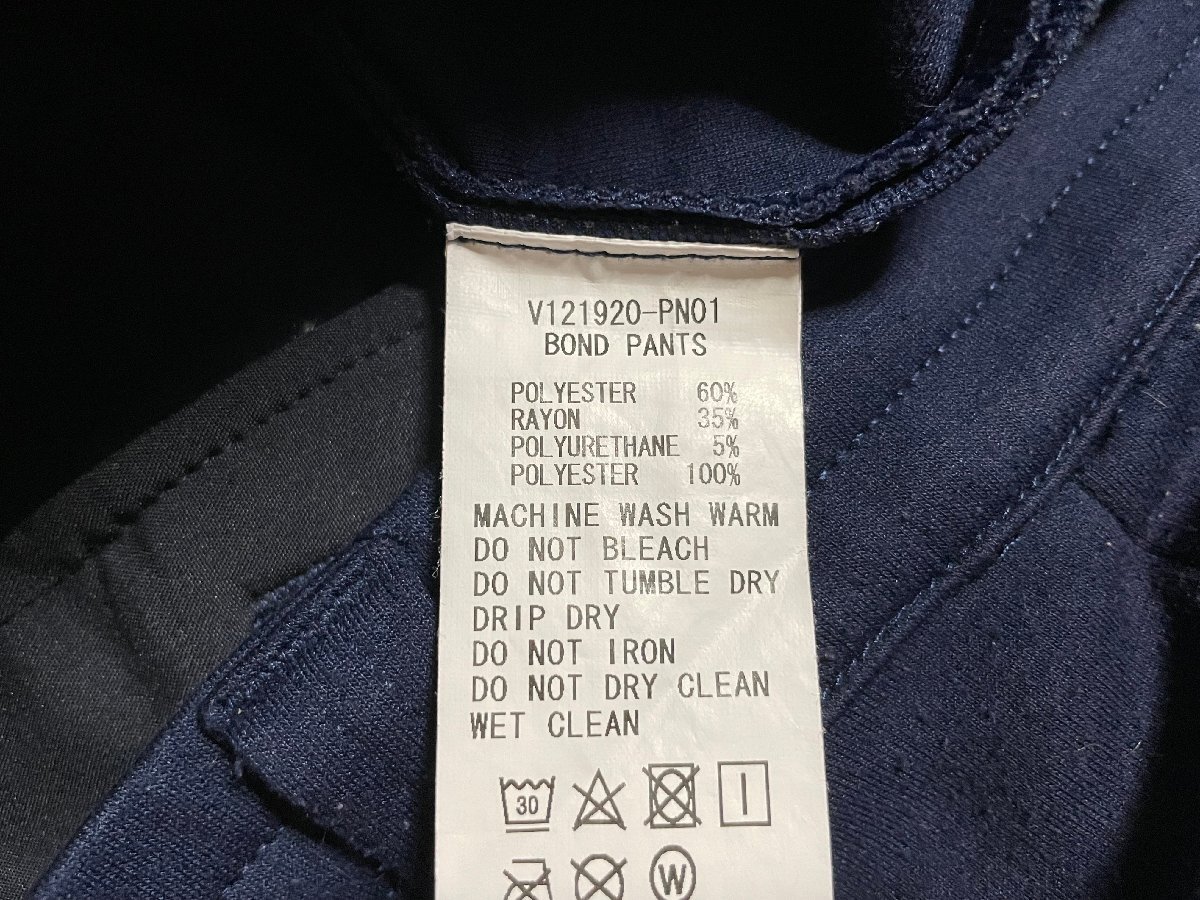 V121920-PN01
BOND PANTS
POLYESTER 60%
RAYON 35%
POLYURETHANE 5%
POLYESTER 100%
MACHINE WASH WARM
DO NOT BLEACH
DO NOT TUMBLE DRY
DRIP DRY
DO NOT IRON
DO NOT DRY CLEAN
WET CLEAN
30
W